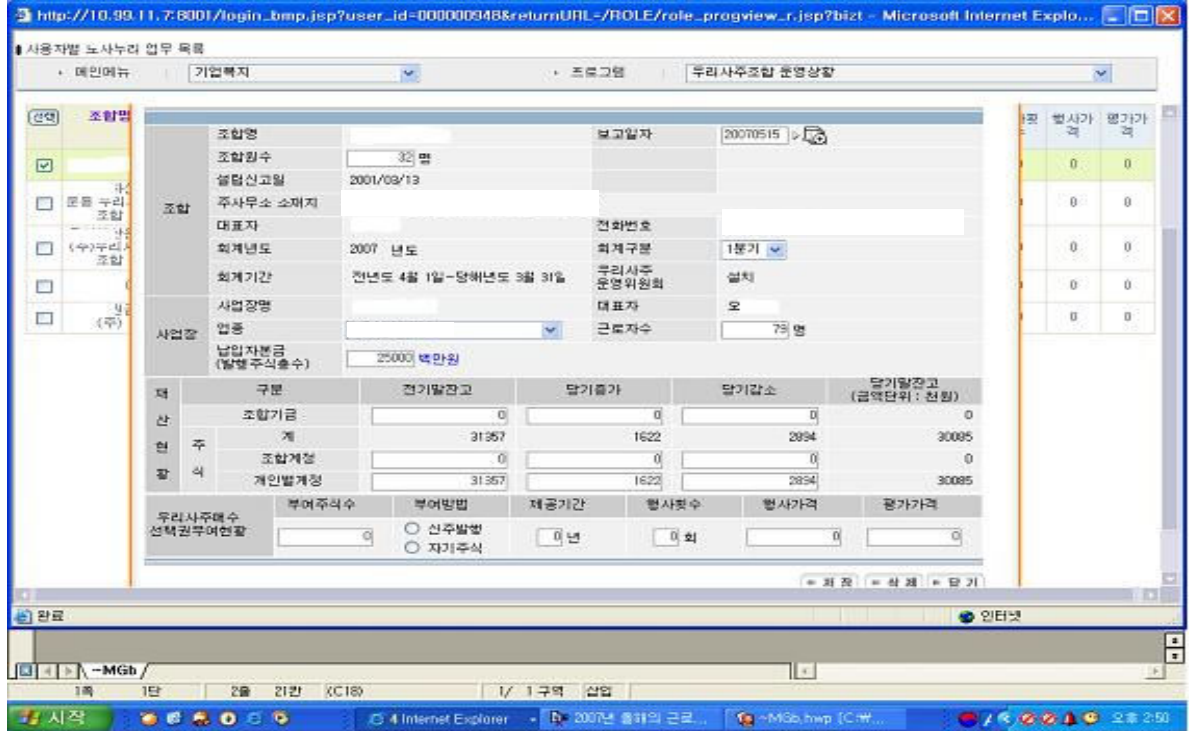 http://10.99.11.7:8001/login_bmp.jsp?user_id=000000948&returnURL=/ROLE/role_progview_r.jsp?bizt - Microsoft Internet Explo...
사용자별 노사누리 업무 목록
메인메뉴 기업복지 프로그램 우리사주조합 운영상황
선택 조합명 행사가격 평가가격
조합명 보고일자 20070515
조합원수 32 명
설립신고일 2001/03/13
조합 주사무소 소재지
대표자 전화번호
회계년도 2007 년도 회계구분 1분기
회계기간 전년도 4월 1일-당해년도 3월 31일 우리사주 운영위원회 설치
사업장명 대표자 오
사업장 업종 근로자수 79 명
납입자본금 (발행주식총수) 25000 백만원
재산현황 구분 전기말잔고 당기증가 당기감소 당기말잔고 (금액단위 : 천원)
조합기금 0 0 0 0
주식 계 31357 1622 2894 30085
조합계정 0 0 0 0
개인별계정 31357 1622 2894 30085
우리사주매수 선택권부여현황 부여주식수 부여방법 제공기간 행사횟수 행사가격 평가가격
0 신주발행 0 년 0 회 0 0
자기주식
저장 삭제 닫기
0 0
0 0
0 0
0 0
0 0
조합
조합
(주)
완료 인터넷
~MGb
1쪽 1단 2줄 21칸 (C18) 1/ 1 구역 삽입
시작 4 Internet Explorer 2007년 올해의 근로... ~MGb,hwp [C:₩... 오후 2:50